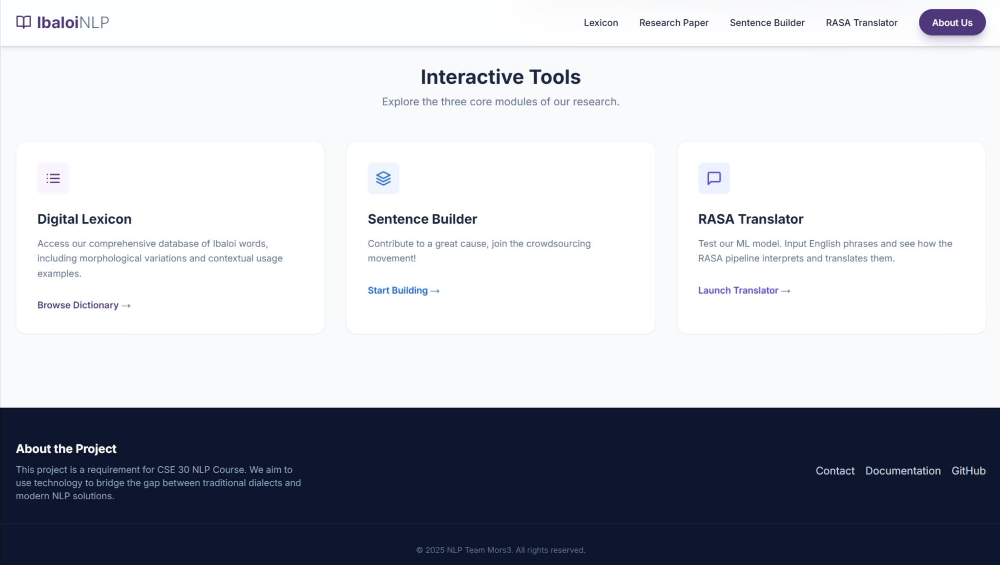 IbaloiNLP
Lexicon
Research Paper
Sentence Builder
RASA Translator
About Us
Interactive Tools
Explore the three core modules of our research.
Digital Lexicon
Access our comprehensive database of Ibaloi words,
including morphological variations and contextual usage
examples.
Browse Dictionary →
Sentence Builder
Contribute to a great cause, join the crowdsourcing
movement!
Start Building →
RASA Translator
Test our ML model. Input English phrases and see how the
RASA pipeline interprets and translates them.
Launch Translator →
About the Project
This project is a requirement for CSE 30 NLP Course. We aim to
use technology to bridge the gap between traditional dialects and
modern NLP solutions.
Contact
Documentation
GitHub
© 2025 NLP Team Mors3. All rights reserved.